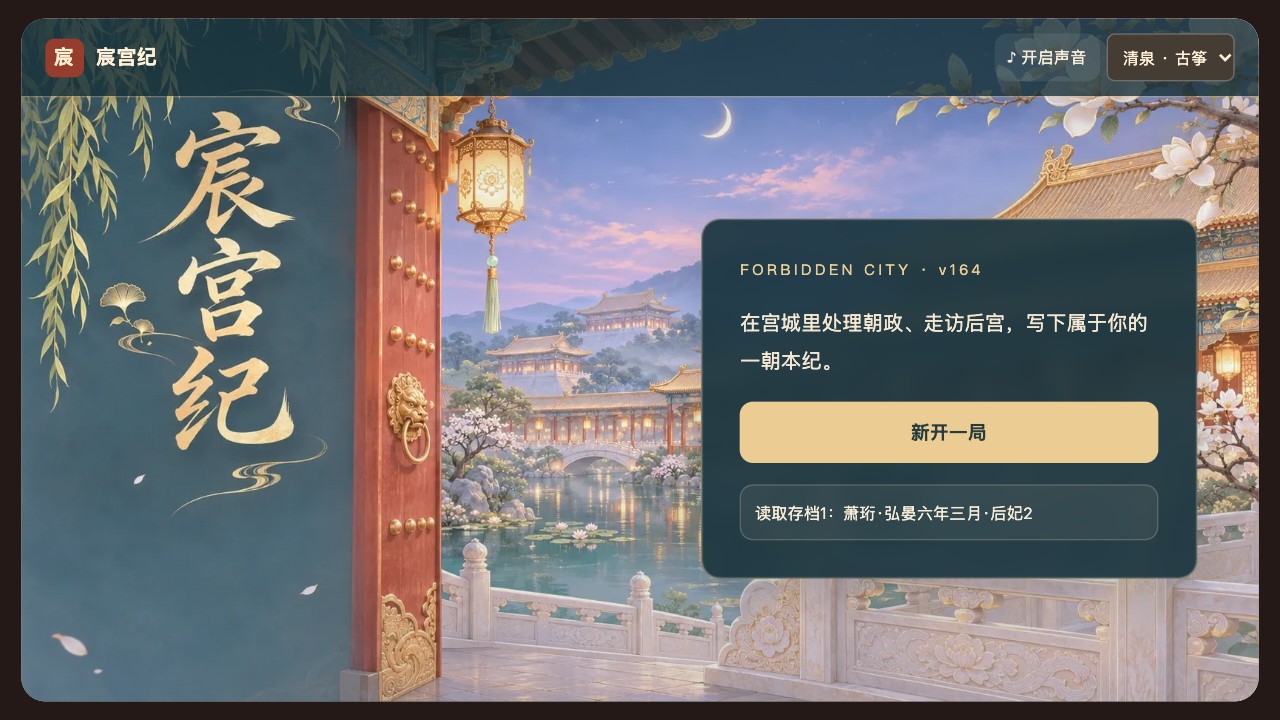 宸 宸宫纪
♪ 开启声音
清泉 · 古筝
宸宫纪
FORBIDDEN CITY · v164
在宫城里处理朝政、走访后宫，写下属于你的
一朝本纪。
新开一局
读取存档1：萧珩·弘晏六年三月·后妃2